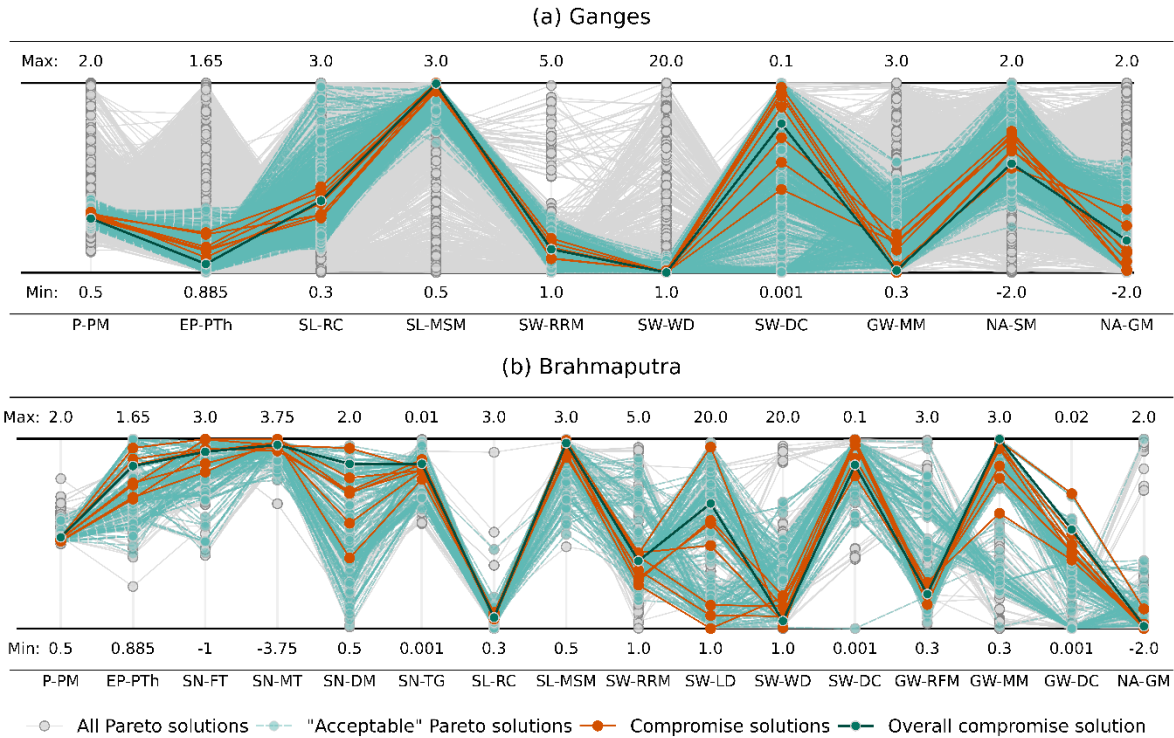 (a) Ganges
Max: 2.0 1.65 3.0 3.0 5.0 20.0 0.1 3.0 2.0 2.0
Min: 0.5 0.885 0.3 0.5 1.0 1.0 0.001 0.3 -2.0 -2.0
P-PM EP-PTh SL-RC SL-MSM SW-RRM SW-WD SW-DC GW-MM NA-SM NA-GM
(b) Brahmaputra
Max: 2.0 1.65 3.0 3.75 2.0 0.01 3.0 3.0 5.0 20.0 20.0 0.1 3.0 3.0 0.02 2.0
Min: 0.5 0.885 -1 -3.75 0.5 0.001 0.3 0.5 1.0 1.0 1.0 0.001 0.3 0.3 0.001 -2.0
P-PM EP-PTh SN-FT SN-MT SN-DM SN-TG SL-RC SL-MSM SW-RRM SW-LD SW-WD SW-DC GW-RFM GW-MM GW-DC NA-GM
All Pareto solutions "Acceptable" Pareto solutions Compromise solutions Overall compromise solution